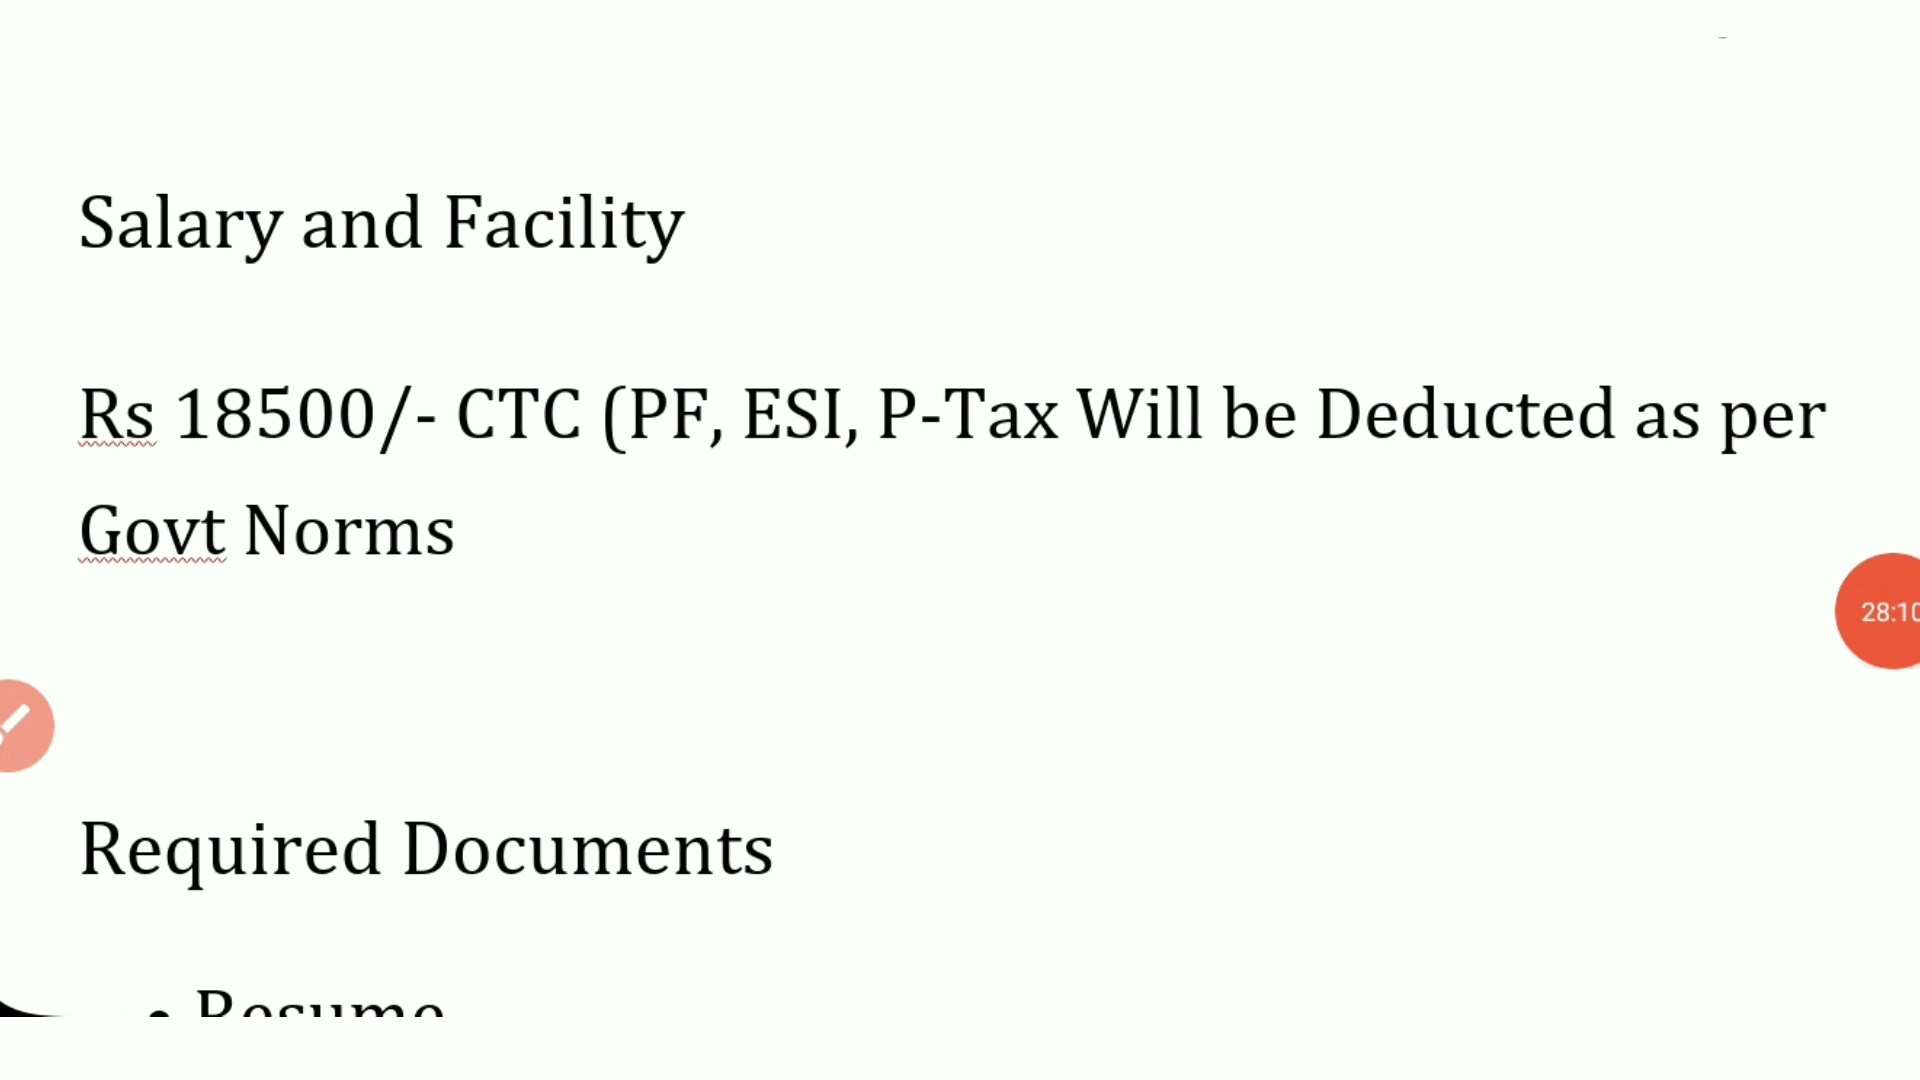 Salary and Facility
Rs 18500/- CTC (PF, ESI, P-Tax Will be Deducted as per
Govt Norms
28:10
Required Documents
• Resume